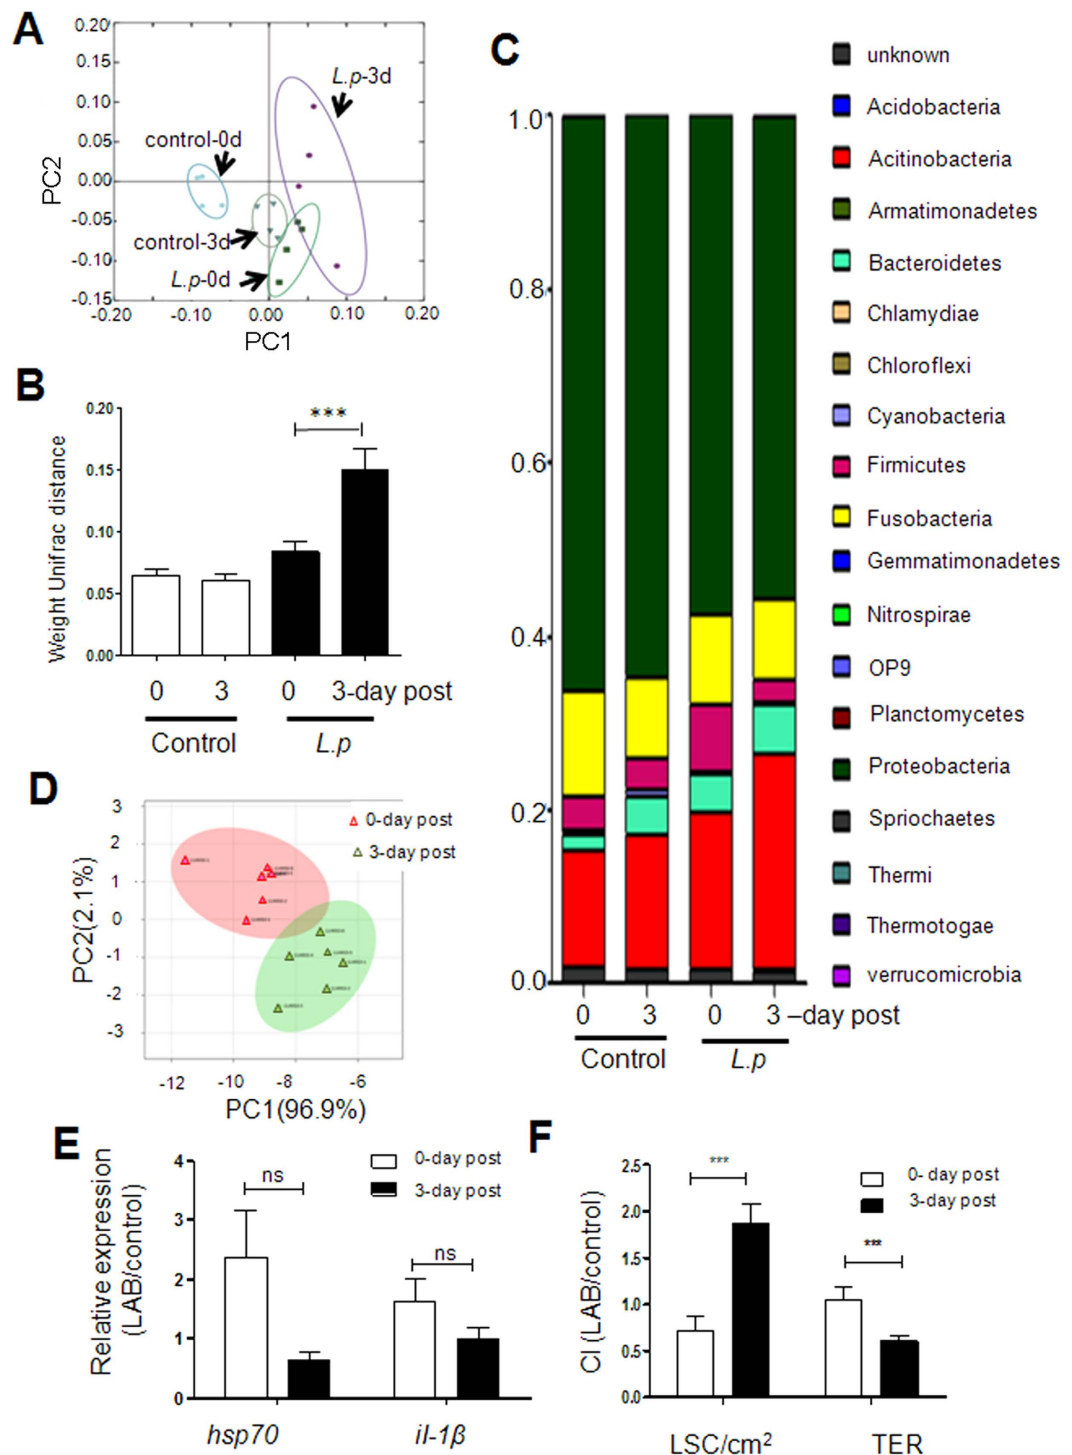 A
0.20
0.15
0.10
0.05
0.00
-0.05
-0.10
-0.15
PC2
-0.20
-0.10
0.00
0.10
0.20
PC1
L.p-3d
control-0d
control-3d
L.p-0d
B
Weight Unifrac distance
0.20
0.15
0.10
0.05
0.00
***
0 3 0 3-day post
Control L.p
C
1.0
0.8
0.6
0.4
0.2
0.0
0 3 0 3 –day post
Control L.p
unknown
Acidobacteria
Acitinobacteria
Armatimonadetes
Bacteroidetes
Chlamydiae
Chloroflexi
Cyanobacteria
Firmicutes
Fusobacteria
Gemmatimonadetes
Nitrospirae
OP9
Planctomycetes
Proteobacteria
Spriochaetes
Thermi
Thermotogae
verrucomicrobia
D
PC2(2.1%)
3
2
1
0
-1
-2
-3
-12 -10 -8 -6
PC1(96.9%)
0-day post
3-day post
E
Relative expression
(LAB/control)
4
3
2
1
0
ns
ns
0-day post
3-day post
hsp70 il-1β
F
CI (LAB/control)
2.5
2.0
1.5
1.0
0.5
0.0
***
***
0- day post
3-day post
LSC/cm² TER